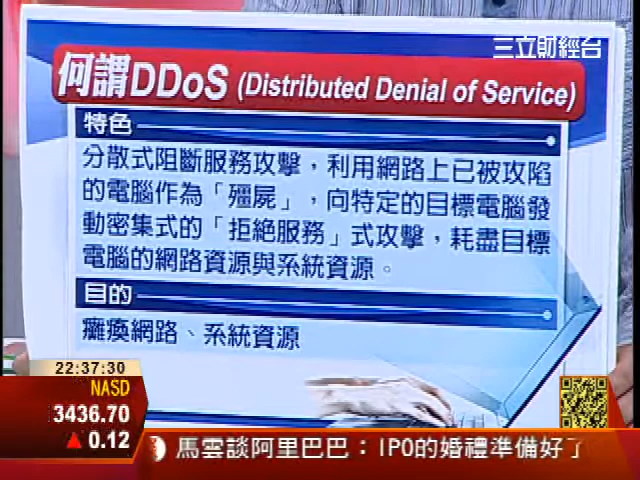 三立財經台
何謂DDoS (Distributed Denial of Service)
特色
分散式阻斷服務攻擊，利用網路上已被攻陷
的電腦作為「殭屍」，向特定的目標電腦發
動密集式的「拒絕服務」式攻擊，耗盡目標
電腦的網路資源與系統資源。
目的
癱瘓網路、系統資源
22:37:30
NASD
3436.70
▲0.12
馬雲談阿里巴巴：IPO的婚禮準備好了